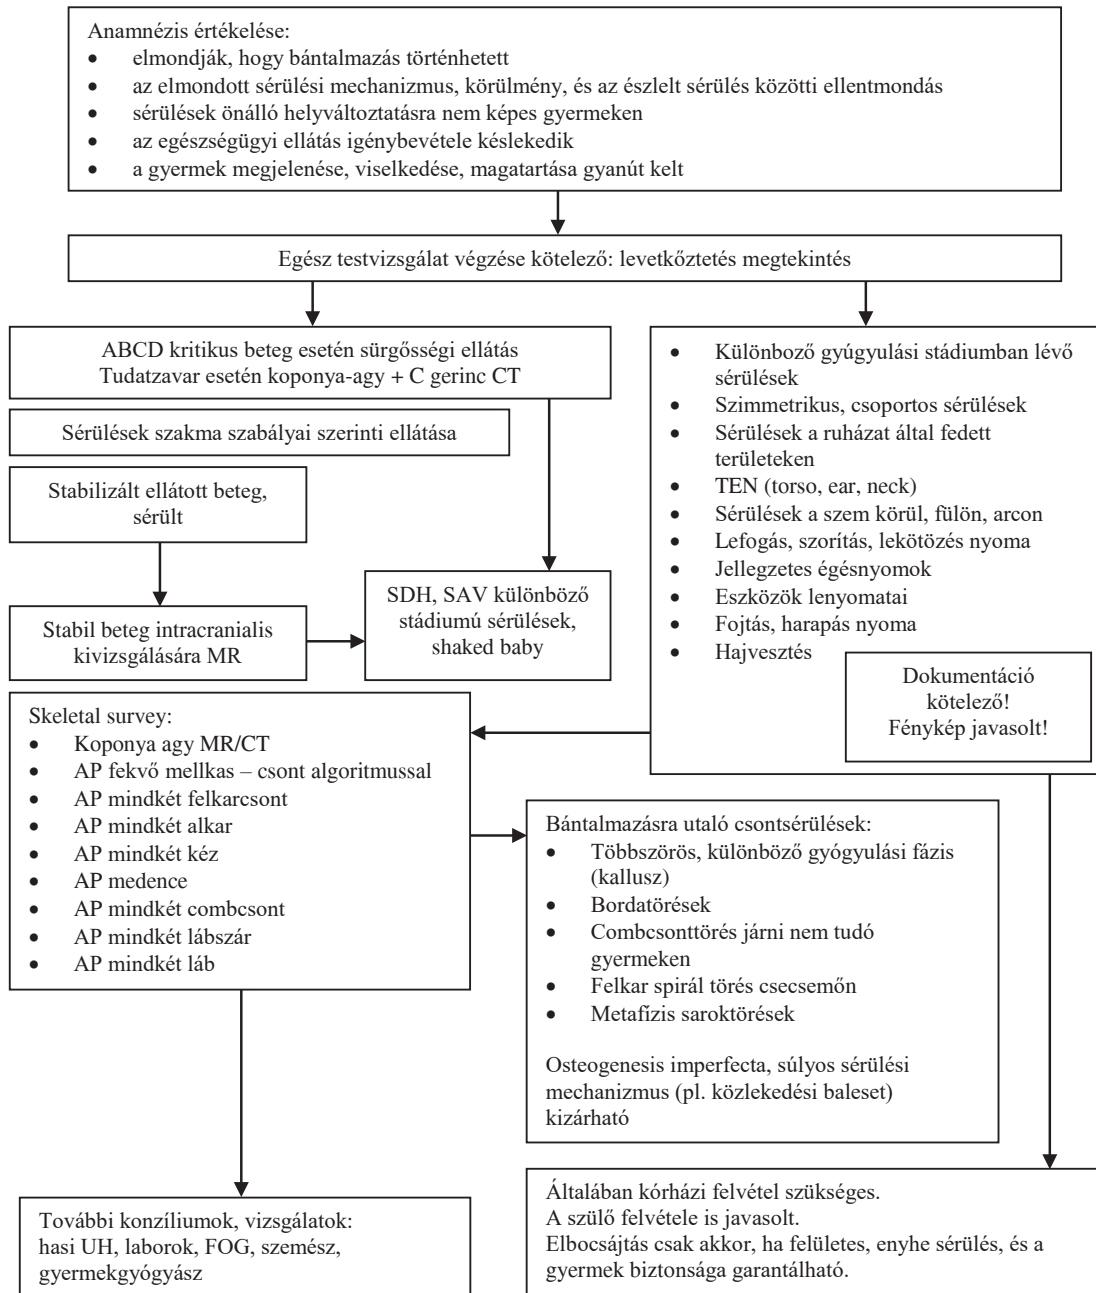 Anamnézis értékelése:
• elmondják, hogy bántalmazás történhetett
• az elmondott sérülési mechanizmus, körülmény, és az észlelt sérülés közötti ellentmondás
• sérülések önálló helyváltoztatásra nem képes gyermeken
• az egészségügyi ellátás igénybevétele késlekedik
• a gyermek megjelenése, viselkedése, magatartása gyanút kelt
Egész testvizsgálat végzése kötelező: levetkőztetés megtekintés
ABCD kritikus beteg esetén sürgősségi ellátás
Tudatzavar esetén koponya-agy + C gerinc CT
Sérülések szakma szabályai szerinti ellátása
Stabilizált ellátott beteg,
sérült
Stabil beteg intracranialis
kivizsgálására MR
SDH, SAV különböző
stádiumú sérülések,
shaked baby
• Különböző gyúgyulási stádiumban lévő
sérülések
• Szimmetrikus, csoportos sérülések
• Sérülések a ruházat által fedett
területeken
• TEN (torso, ear, neck)
• Sérülések a szem körül, fülön, arcon
• Lefogás, szorítás, lekötözés nyoma
• Jellegzetes égésnyomok
• Eszközök lenyomatai
• Fojtás, harapás nyoma
• Hajvesztés
Dokumentáció
kötelező!
Fénykép javasolt!
Skeletal survey:
• Koponya agy MR/CT
• AP fekvő mellkas – csont algoritmussal
• AP mindkét felkarcsont
• AP mindkét alkar
• AP mindkét kéz
• AP medence
• AP mindkét combcsont
• AP mindkét lábszár
• AP mindkét láb
Bántalmazásra utaló csontsérülések:
• Többszörös, különböző gyógyulási fázis
(kallusz)
• Bordatörések
• Combcsonttörés járni nem tudó
gyermeken
• Felkar spirál törés csecsemőn
• Metafízis saroktörések
Osteogenesis imperfecta, súlyos sérülési
mechanizmus (pl. közlekedési baleset)
kizárható
További konzíliumok, vizsgálatok:
hasi UH, laborok, FOG, szemész,
gyermekgyógyász
Általában kórházi felvétel szükséges.
A szülő felvétele is javasolt.
Elbocsájtás csak akkor, ha felületes, enyhe sérülés, és a
gyermek biztonsága garantálható.